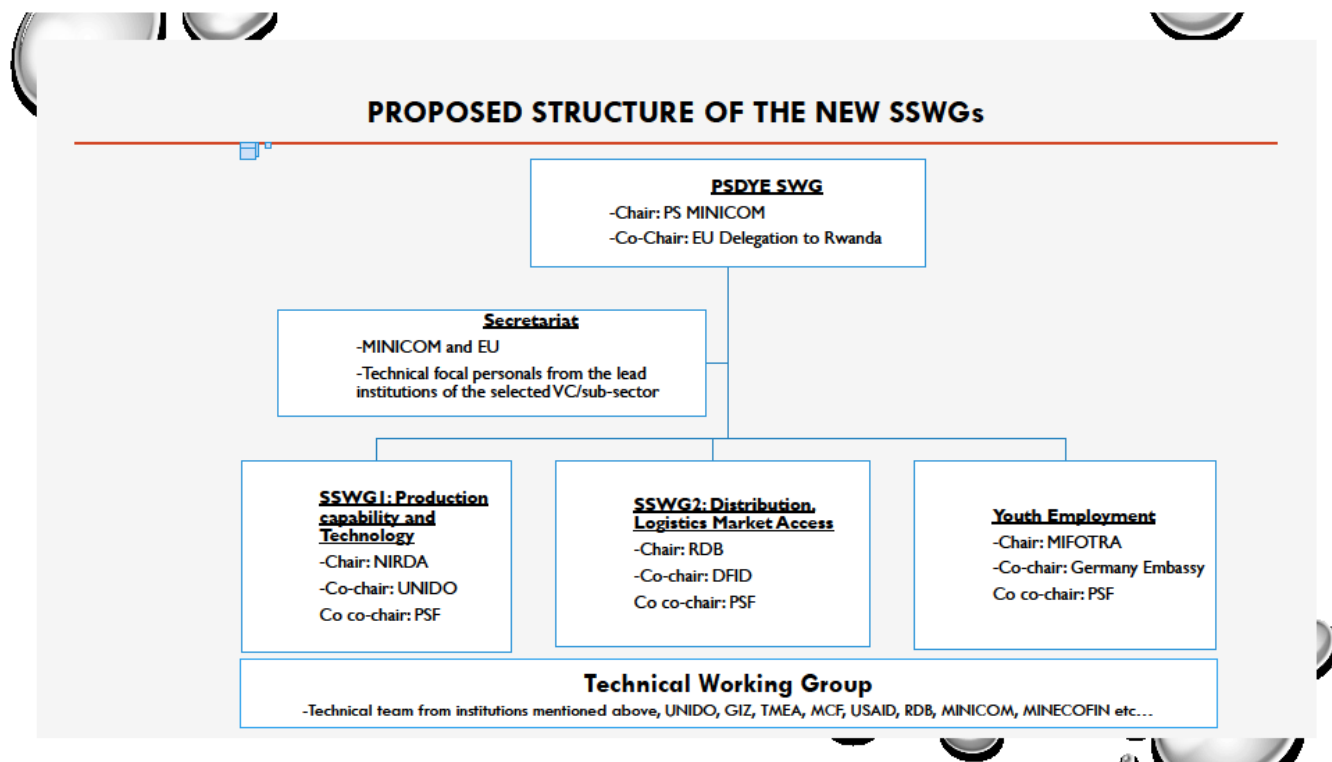 PROPOSED STRUCTURE OF THE NEW SSWGs
PSDYE SWG
-Chair: PS MINICOM
-Co-Chair: EU Delegation to Rwanda
Secretariat
-MINICOM and EU
-Technical focal personals from the lead
institutions of the selected VC/sub-sector
SSWG1: Production
capability and
Technology
-Chair: NIRDA
-Co-chair: UNIDO
Co co-chair: PSF
SSWG2: Distribution,
Logistics Market Access
-Chair: RDB
-Co-chair: DFID
Co co-chair: PSF
Youth Employment
-Chair: MIFOTRA
-Co-chair: Germany Embassy
Co co-chair: PSF
Technical Working Group
-Technical team from institutions mentioned above, UNIDO, GIZ, TMEA, MCF, USAID, RDB, MINICOM, MINECOFIN etc...